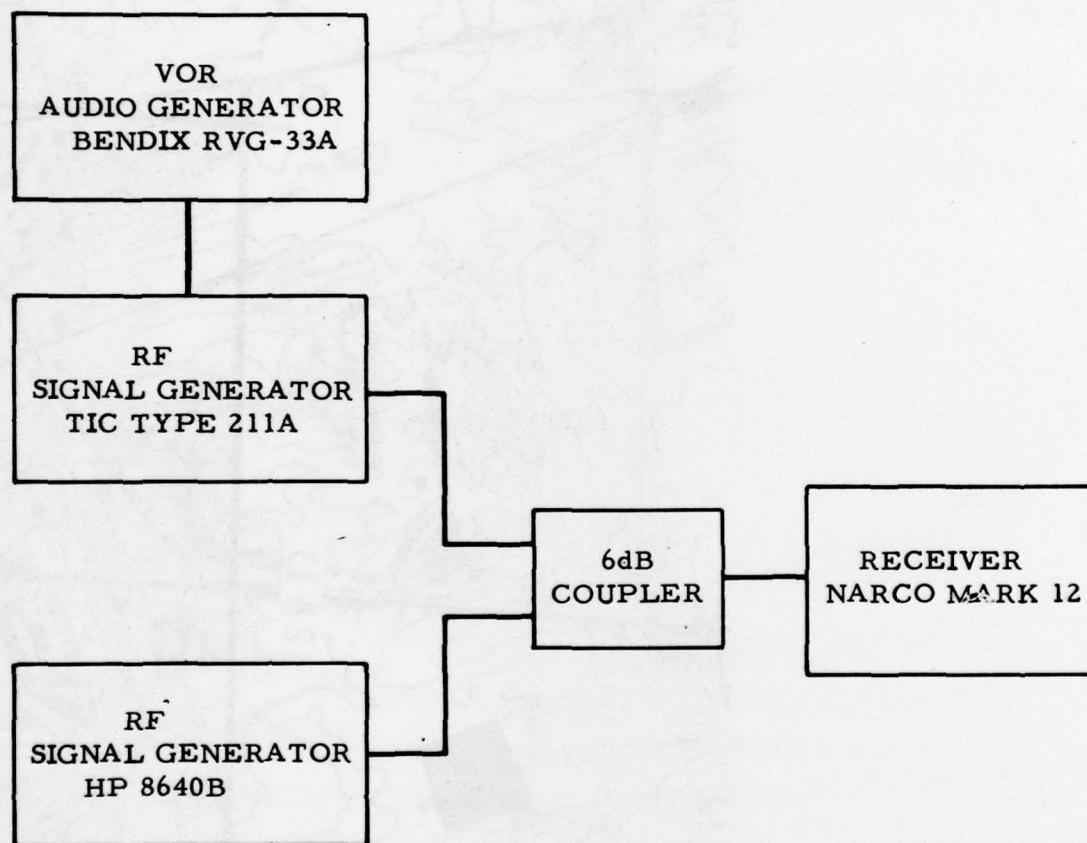 VOR
AUDIO GENERATOR
BENDIX RVG-33A
RF
SIGNAL GENERATOR
TIC TYPE 211A
6dB
COUPLER
RECEIVER
NARCO MARK 12
RF
SIGNAL GENERATOR
HP 8640B